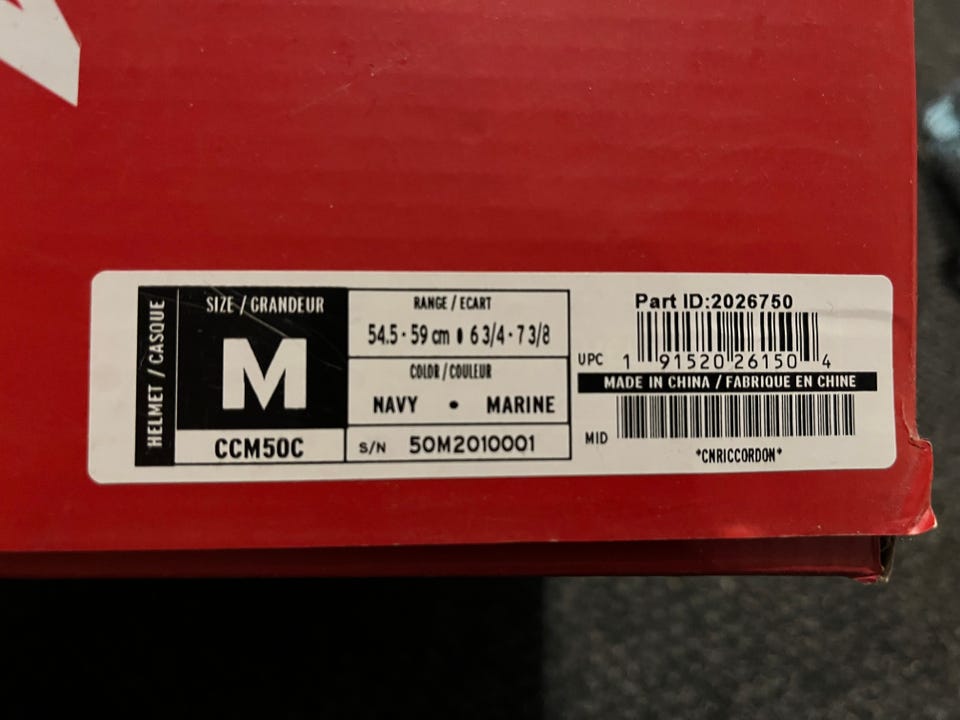 HELMET / CASQUE
SIZE / GRANDEUR
M
CCM50C
RANGE / ECART
54.5 - 59 cm • 6 3/4 - 7 3/8
COLOR / COULEUR
NAVY • MARINE
S/N 50M2010001
Part ID:2026750
UPC 1 91520 26150 4
MADE IN CHINA / FABRIQUE EN CHINE
MID
*CNRICCORDON*